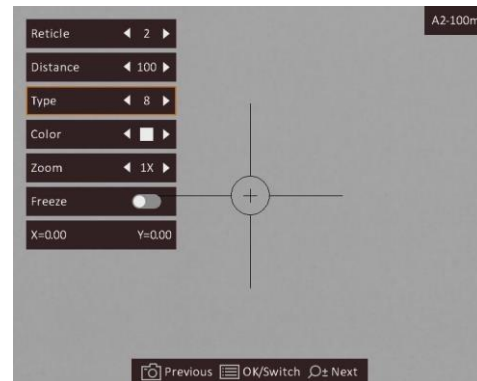 A2-100m
Reticle 2
Distance 100
Type 8
Color
Zoom 1X
Freeze
X=0.00 Y=0.00
Previous OK/Switch Next